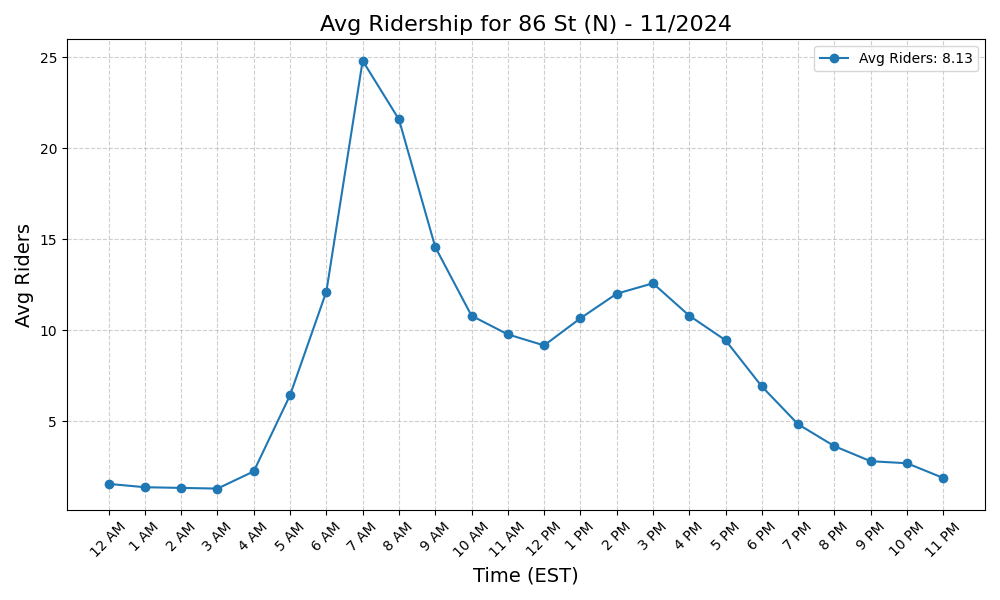 Avg Ridership for 86 St (N) - 11/2024
Avg Riders: 8.13
Avg Riders
25
20
15
10
5
12 AM
1 AM
2 AM
3 AM
4 AM
5 AM
6 AM
7 AM
8 AM
9 AM
10 AM
11 AM
12 PM
1 PM
2 PM
3 PM
4 PM
5 PM
6 PM
7 PM
8 PM
9 PM
10 PM
11 PM
Time (EST)